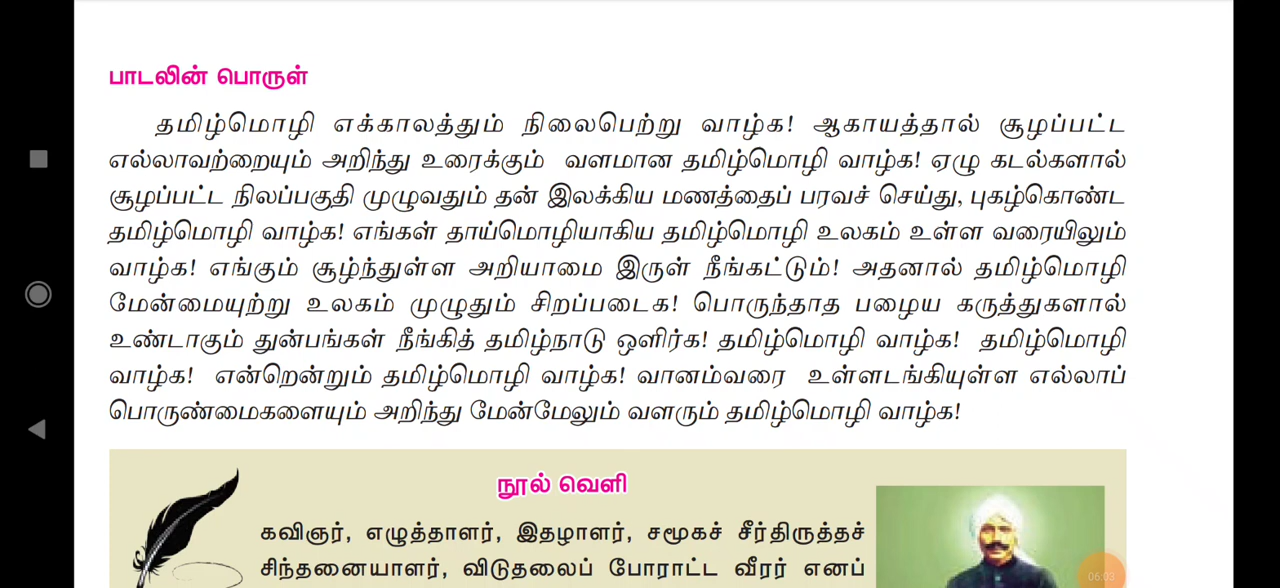 பாடலின் பொருள்
தமிழ்மொழி எக்காலத்தும் நிலைபெற்று வாழ்க! ஆகாயத்தால் சூழப்பட்ட
எல்லாவற்றையும் அறிந்து உரைக்கும் வளமான தமிழ்மொழி வாழ்க! ஏழு கடல்களால்
சூழப்பட்ட நிலப்பகுதி முழுவதும் தன் இலக்கிய மணத்தைப் பரவச் செய்து, புகழ்கொண்ட
தமிழ்மொழி வாழ்க! எங்கள் தாய்மொழியாகிய தமிழ்மொழி உலகம் உள்ள வரையிலும்
வாழ்க! எங்கும் சூழ்ந்துள்ள அறியாமை இருள் நீங்கட்டும்! அதனால் தமிழ்மொழி
மேன்மையுற்று உலகம் முழுதும் சிறப்படைக! பொருந்தாத பழைய கருத்துகளால்
உண்டாகும் துன்பங்கள் நீங்கித் தமிழ்நாடு ஒளிர்க! தமிழ்மொழி வாழ்க! தமிழ்மொழி
வாழ்க! என்றென்றும் தமிழ்மொழி வாழ்க! வானம்வரை உள்ளடங்கியுள்ள எல்லாப்
பொருண்மைகளையும் அறிந்து மேன்மேலும் வளரும் தமிழ்மொழி வாழ்க!
நூல் வெளி
கவிஞர், எழுத்தாளர், இதழாளர், சமூகச் சீர்திருத்தச்
சிந்தனையாளர், விடுதலைப் போராட்ட வீரர் எனப்
06:03